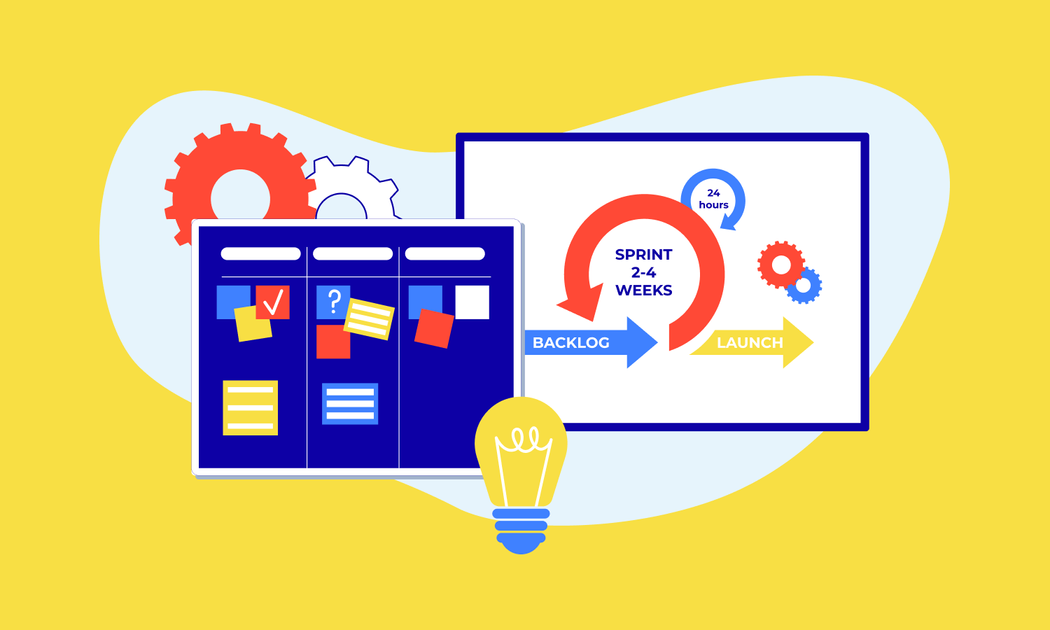 ?
24
hours
SPRINT
2-4
WEEKS
BACKLOG
LAUNCH